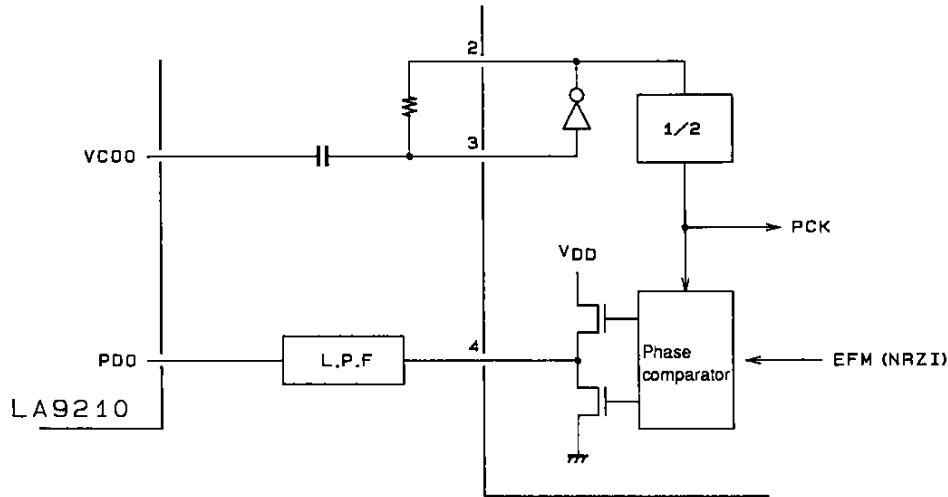 2
1/2
3
VCOO
PCK
VDD
4
PDO
L.P.F
Phase
comparator
EFM (NRZI)
LA9210